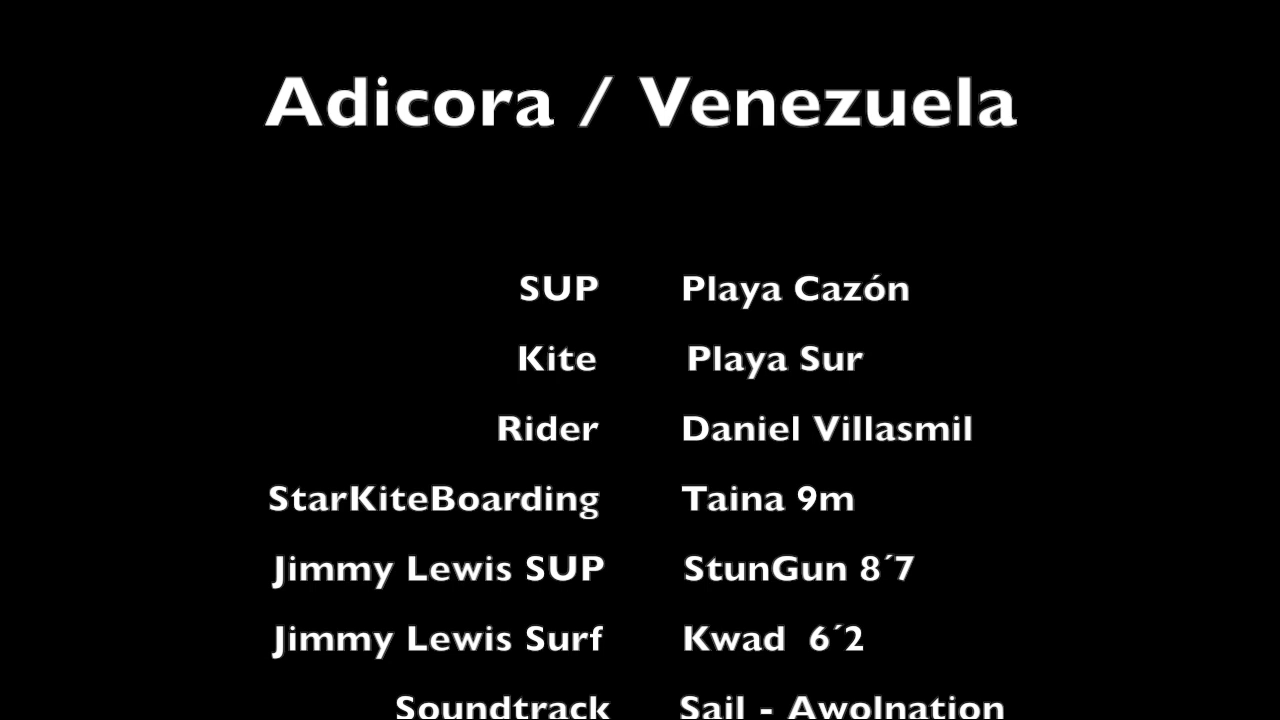 Adicora / Venezuela
SUP Playa Cazón
Kite Playa Sur
Rider Daniel Villasmil
StarKiteBoarding Taina 9m
Jimmy Lewis SUP StunGun 8´7
Jimmy Lewis Surf Kwad 6´2
Soundtrack Sail - Awolnation